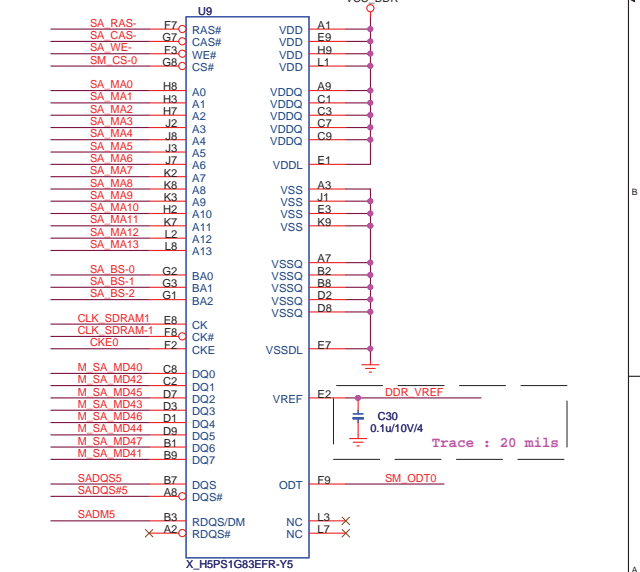 VCC_DDR
U9
SA_RAS- F7 RAS# VDD A1
SA_CAS- G7 CAS# VDD E9
SA_WE- F3 WE# VDD H9
SM_CS-0 G8 CS# VDD L1
SA_MA0 H8 A0 VDDQ A9
SA_MA1 H3 A1 VDDQ C1
SA_MA2 H7 A2 VDDQ C3
SA_MA3 J2 A3 VDDQ C7
SA_MA4 J8 A4 VDDQ C9
SA_MA5 J3 A5
SA_MA6 J7 A6 VDDL E1
SA_MA7 K2 A7
SA_MA8 K8 A8 VSS A3
SA_MA9 K3 A9 VSS J1
SA_MA10 H2 A10 VSS E3
SA_MA11 K7 A11 VSS K9
SA_MA12 L2 A12
SA_MA13 L8 A13
VSSQ A7
SA_BS-0 G2 BA0 VSSQ B2
SA_BS-1 G3 BA1 VSSQ B8
SA_BS-2 G1 BA2 VSSQ D2
VSSQ D8
CLK_SDRAM1 E8 CK
CLK_SDRAM-1 F8 CK#
CKE0 F2 CKE VSSDL E7
M_SA_MD40 C8 DQ0
M_SA_MD42 C2 DQ1
M_SA_MD45 D7 DQ2 VREF E2 DDR_VREF
M_SA_MD43 D3 DQ3
M_SA_MD46 D1 DQ4 C30
M_SA_MD44 D9 DQ5 0.1u/10V/4
M_SA_MD47 B1 DQ6 Trace : 20 mils
M_SA_MD41 B9 DQ7
SADQS5 B7 DQS ODT F9 SM_ODT0
SADQS#5 A8 DQS#
SADM5 B3 RDQS/DM NC L3
A2 RDQS# NC L7
X_H5PS1G83EFR-Y5
B
A